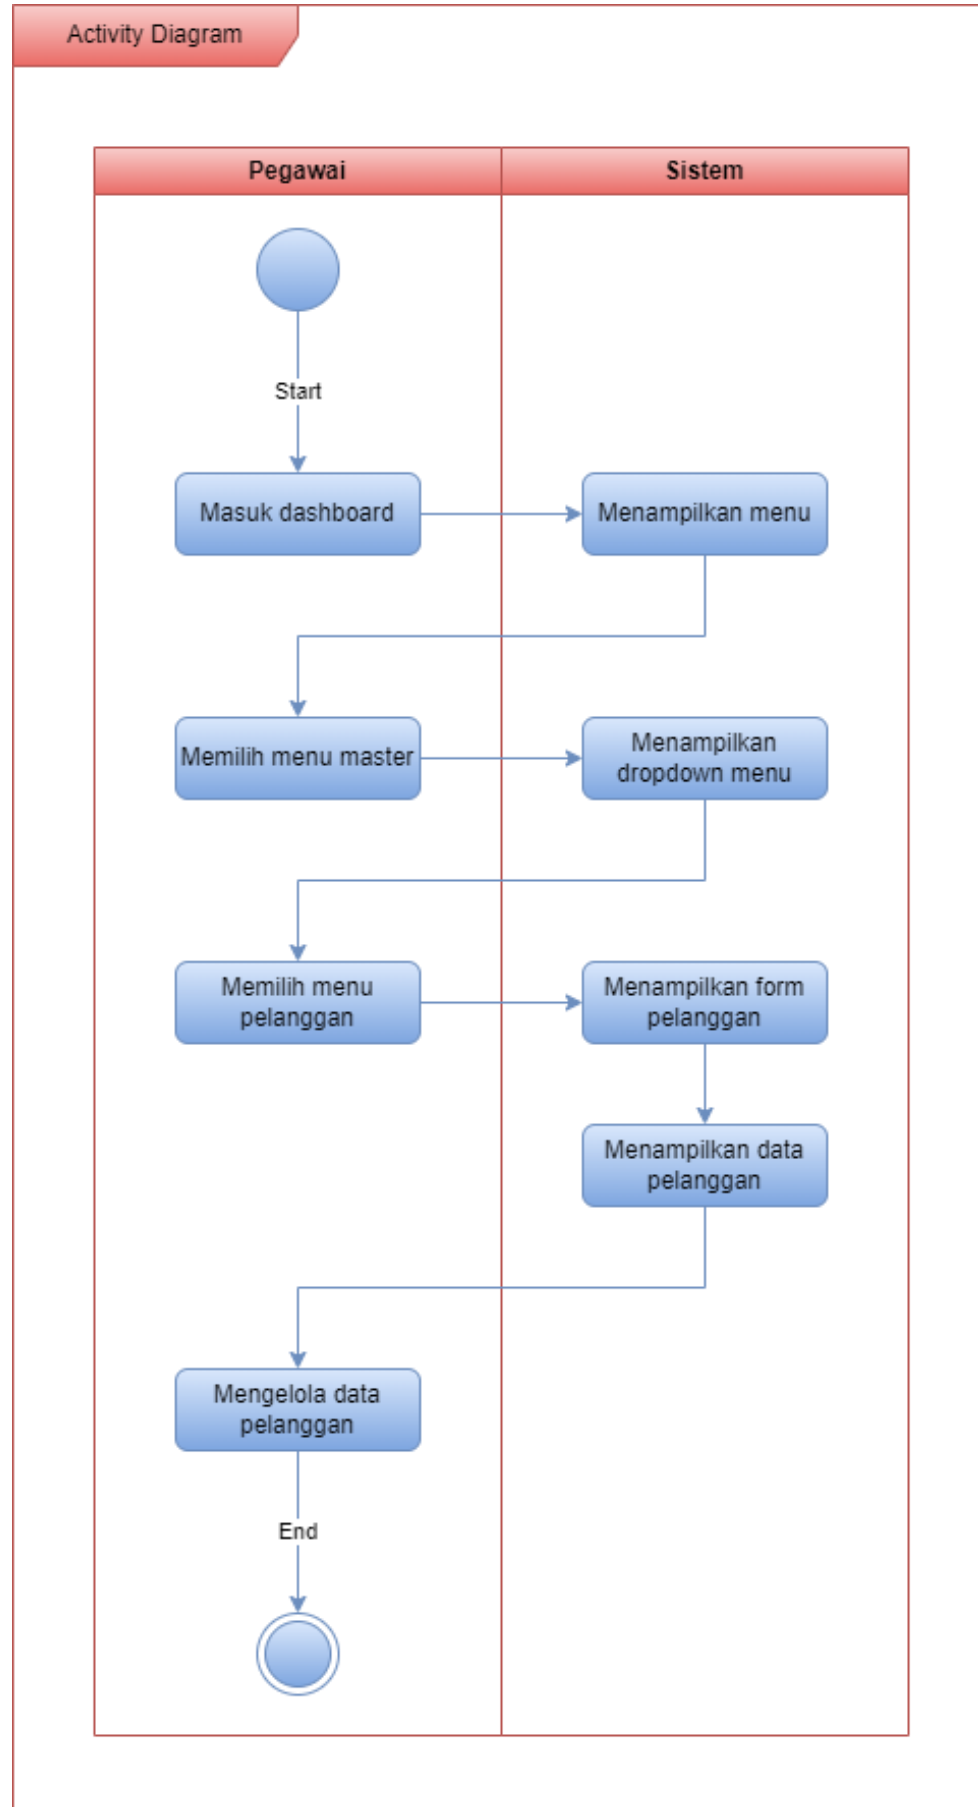 Activity Diagram
Pegawai
Sistem
Start
Masuk dashboard
Menampilkan menu
Memilih menu master
Menampilkan
dropdown menu
Memilih menu
pelanggan
Menampilkan form
pelanggan
Menampilkan data
pelanggan
Mengelola data
pelanggan
End